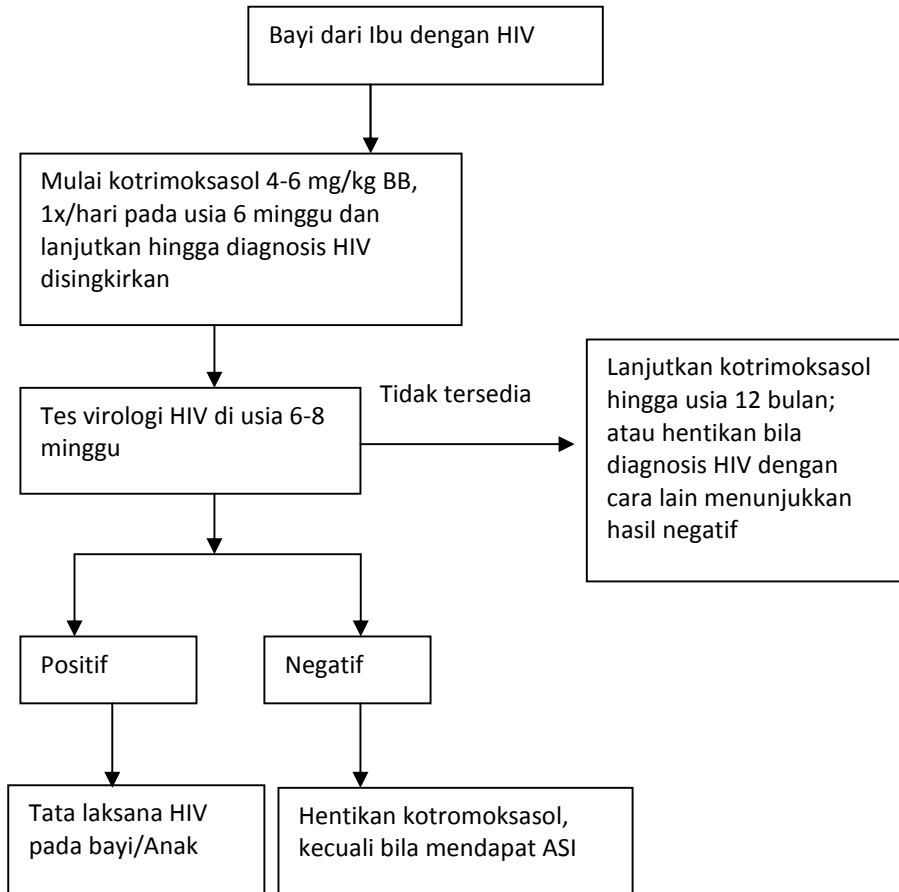 Bayi dari Ibu dengan HIV
Mulai kotrimoksasol 4-6 mg/kg BB,
1x/hari pada usia 6 minggu dan
lanjutkan hingga diagnosis HIV
disingkirkan
Tes virologi HIV di usia 6-8
minggu
Tidak tersedia
Lanjutkan kotrimoksasol
hingga usia 12 bulan;
atau hentikan bila
diagnosis HIV dengan
cara lain menunjukkan
hasil negatif
Positif
Negatif
Tata laksana HIV
pada bayi/Anak
Hentikan kotromoksasol,
kecuali bila mendapat ASI